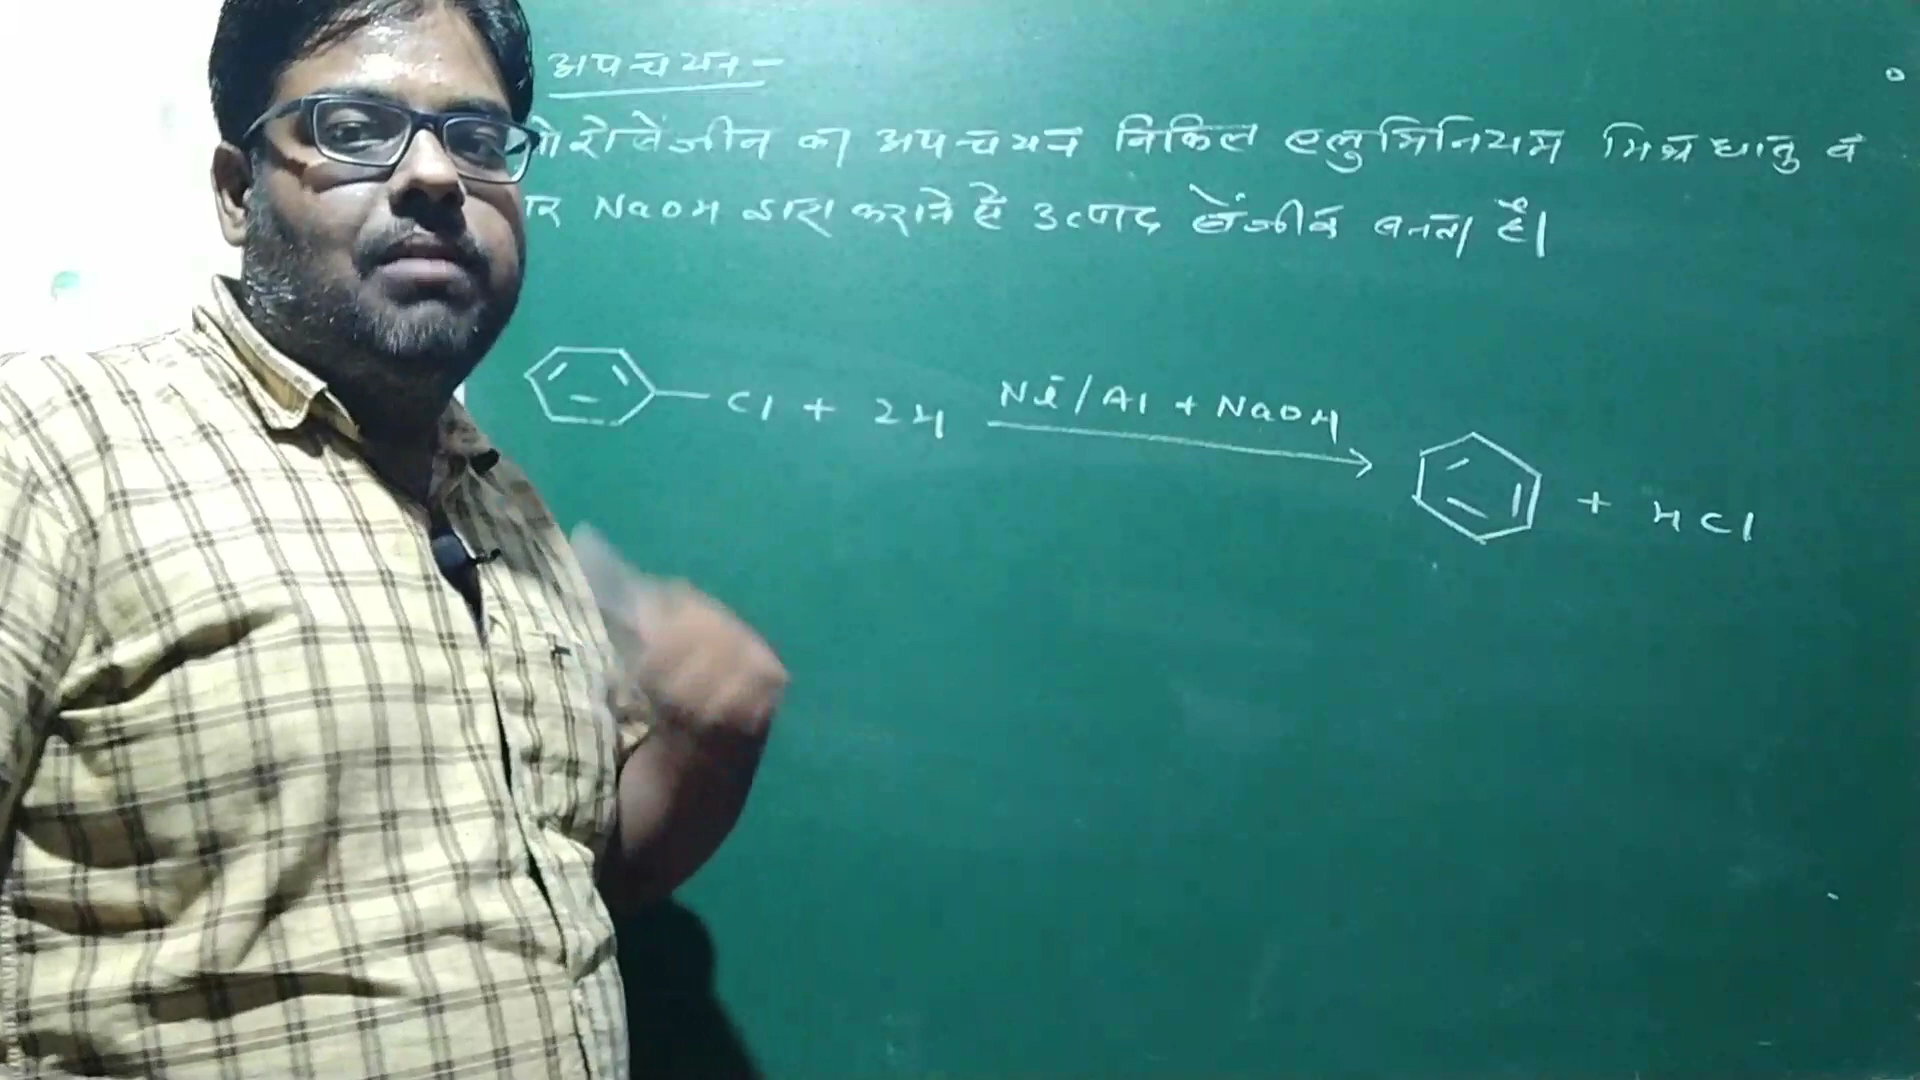 अपचयन -
रोबेंजीन का अपचयन निकिल एलुमिनियम मिश्र धातु व
NaOH द्वारा कराते है उत्पाद बेंजीन बनता है।
Cl + 2H Ni/Al + NaOH + HCl